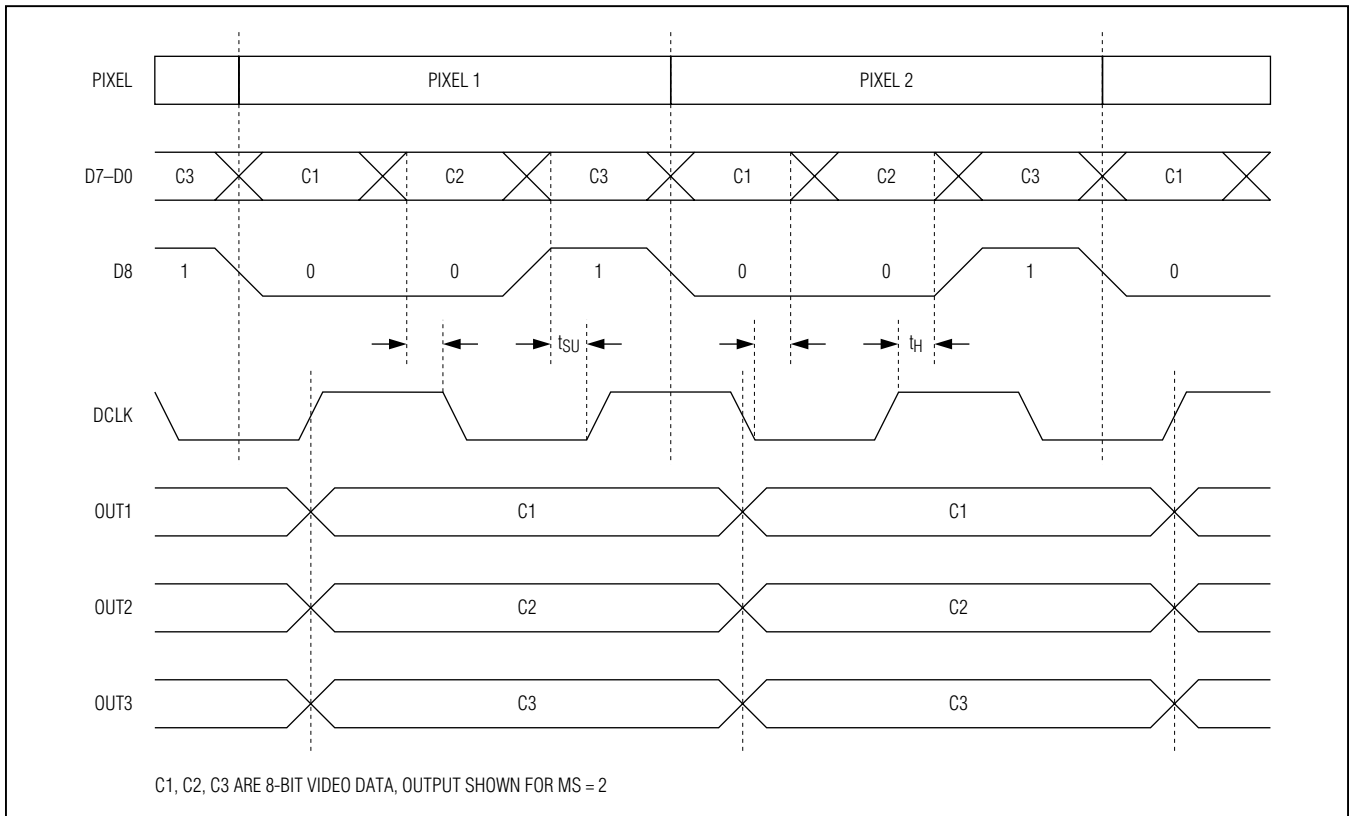 PIXEL PIXEL 1 PIXEL 2
D7–D0 C3 C1 C2 C3 C1 C2 C3 C1
D8 1 0 0 1 0 0 1 0
tSU tH
DCLK
OUT1 C1 C1
OUT2 C2 C2
OUT3 C3 C3
C1, C2, C3 ARE 8-BIT VIDEO DATA, OUTPUT SHOWN FOR MS = 2